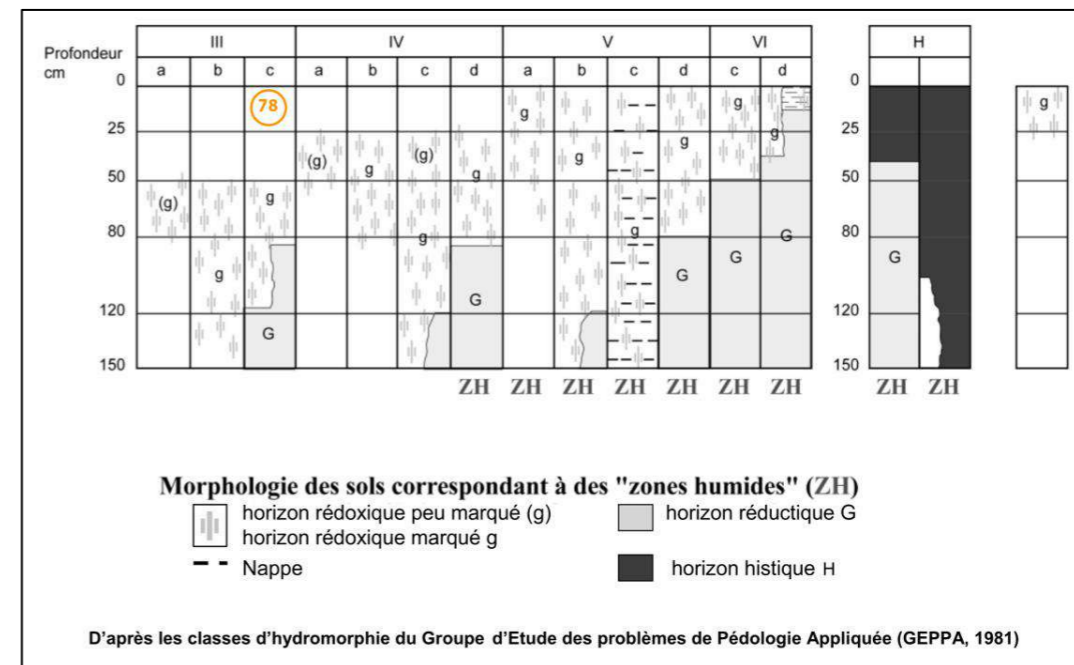 III IV V VI H
Profondeur
cm
a b c a b c d a b c d c d
0 0
78
g g g g
g
25 25
(g) (g) g g
g g
50 50
(g) g
g
80 80
g g G
g G G
G G
120 120
G
150 150
ZH ZH ZH ZH ZH ZH ZH ZH ZH
Morphologie des sols correspondant à des "zones humides" (ZH)
horizon rédoxique peu marqué (g) horizon réductique G
horizon rédoxique marqué g
Nappe horizon histique H
D'après les classes d'hydromorphie du Groupe d'Etude des problèmes de Pédologie Appliquée (GEPPA, 1981)